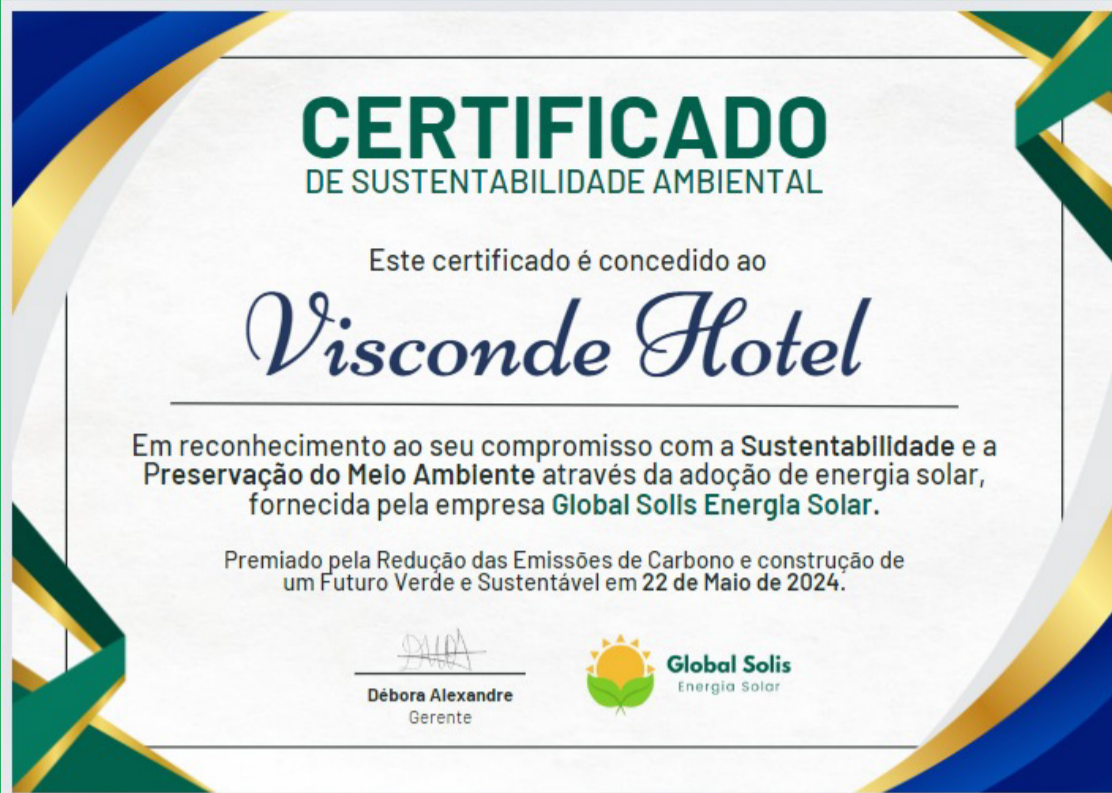 CERTIFICADO
DE SUSTENTABILIDADE AMBIENTAL
Este certificado é concedido ao
Visconde Hotel
Em reconhecimento ao seu compromisso com a Sustentabilidade e a
Preservação do Meio Ambiente através da adoção de energia solar,
fornecida pela empresa Global Solis Energia Solar.
Premiado pela Redução das Emissões de Carbono e construção de
um Futuro Verde e Sustentável em 22 de Maio de 2024.
Débora Alexandre
Gerente
Global Solis
Energia Solar